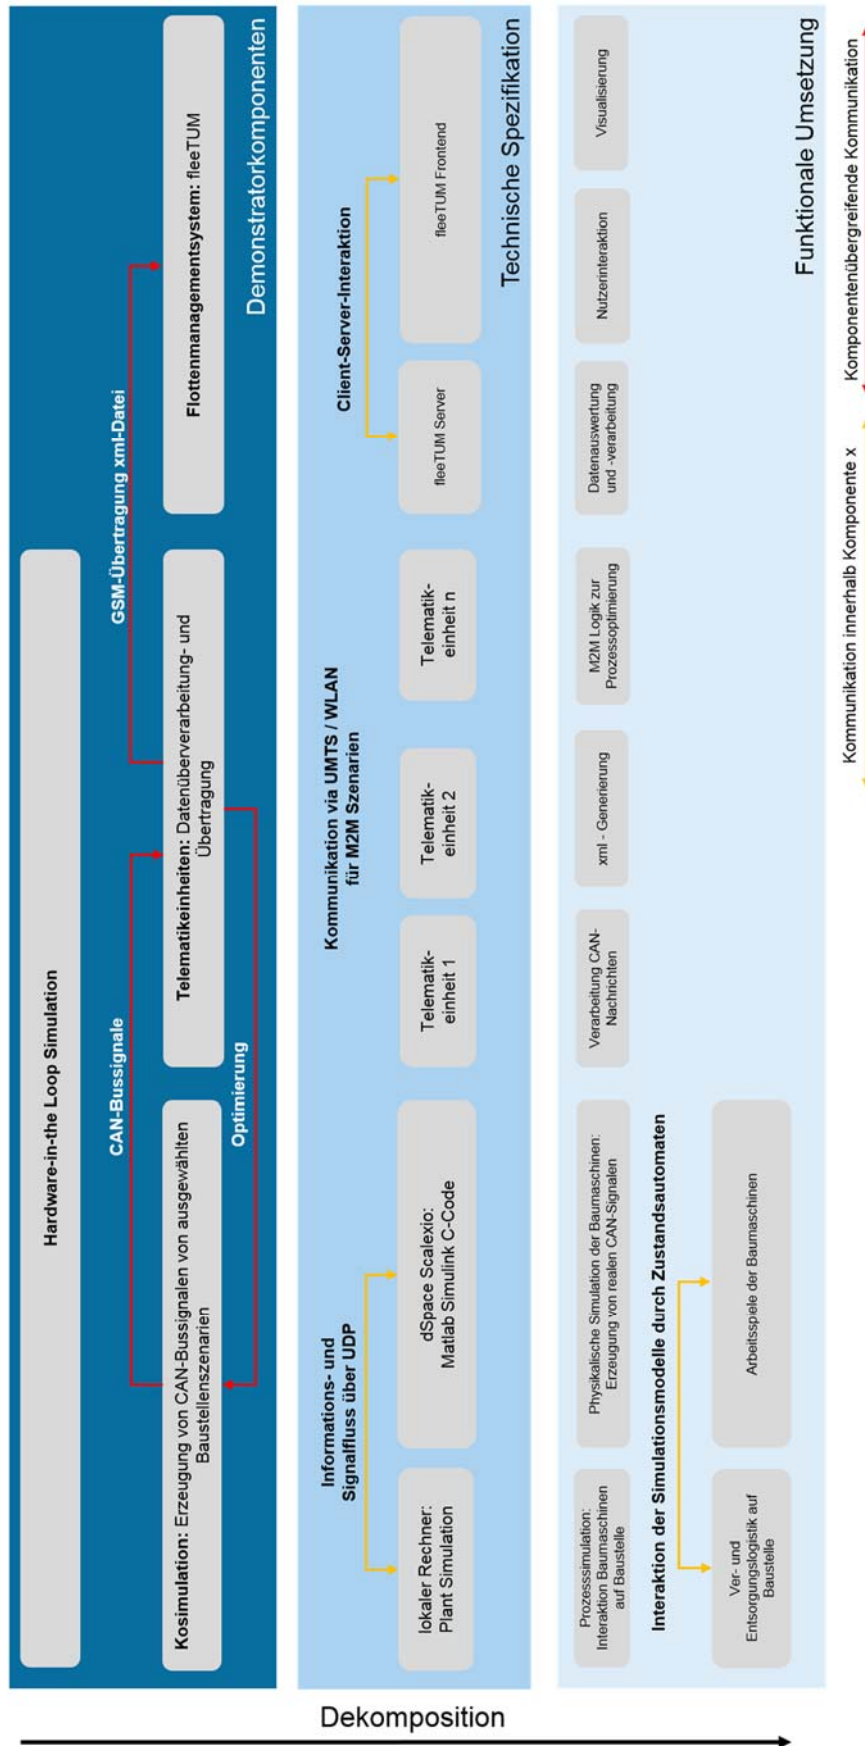 Dekomposition
Hardware-in-the Loop Simulation
CAN-Bussignale
GSM-Übertragung xml-Datei
Kosimulation: Erzeugung von CAN-Bussignalen von ausgewählten
Baustellenszenarien
Telematikeinheiten: Datenüberverarbeitung- und
Übertragung
Flottenmanagementsystem: fleeTUM
Optimierung
Demonstratorkomponenten
Informations- und
Signalfluss über UDP
Kommunikation via UMTS / WLAN
für M2M Szenarien
Client-Server-Interaktion
lokaler Rechner:
Plant Simulation
dSpace Scalexio:
Matlab Simulink C-Code
Telematik-
einheit 1
Telematik-
einheit 2
Telematik-
einheit n
fleeTUM Server
fleeTUM Frontend
Technische Spezifikation
Prozesssimulation:
Interaktion Baumaschinen
auf Baustelle
Physikalische Simulation der Baumaschinen:
Erzeugung von realen CAN-Signalen
Verarbeitung CAN-
Nachrichten
xml - Generierung
M2M Logik zur
Prozessoptimierung
Datenauswertung
und -verarbeitung
Nutzerinteraktion
Visualisierung
Interaktion der Simulationsmodelle durch Zustandsautomaten
Ver- und
Entsorgungslogistik auf
Baustelle
Arbeitsspiele der Baumaschinen
Funktionale Umsetzung
Kommunikation innerhalb Komponente x
Komponentenübergreifende Kommunikation